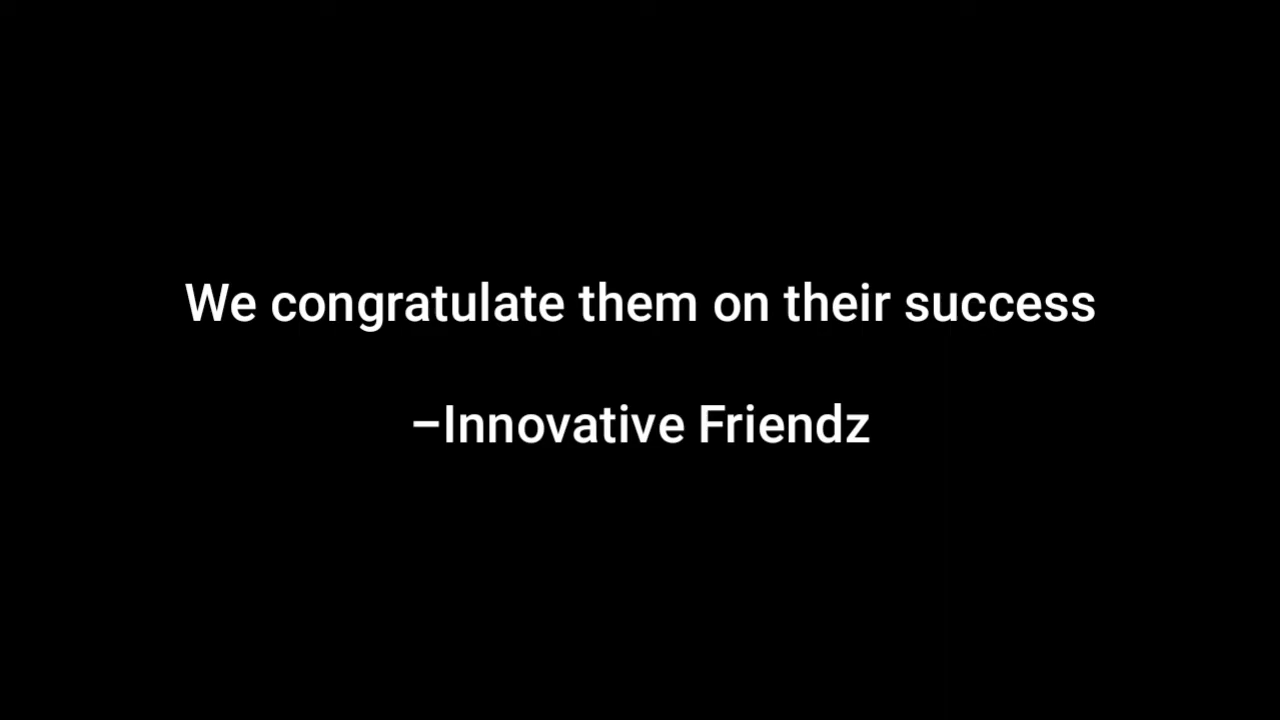 We congratulate them on their success
–Innovative Friendz